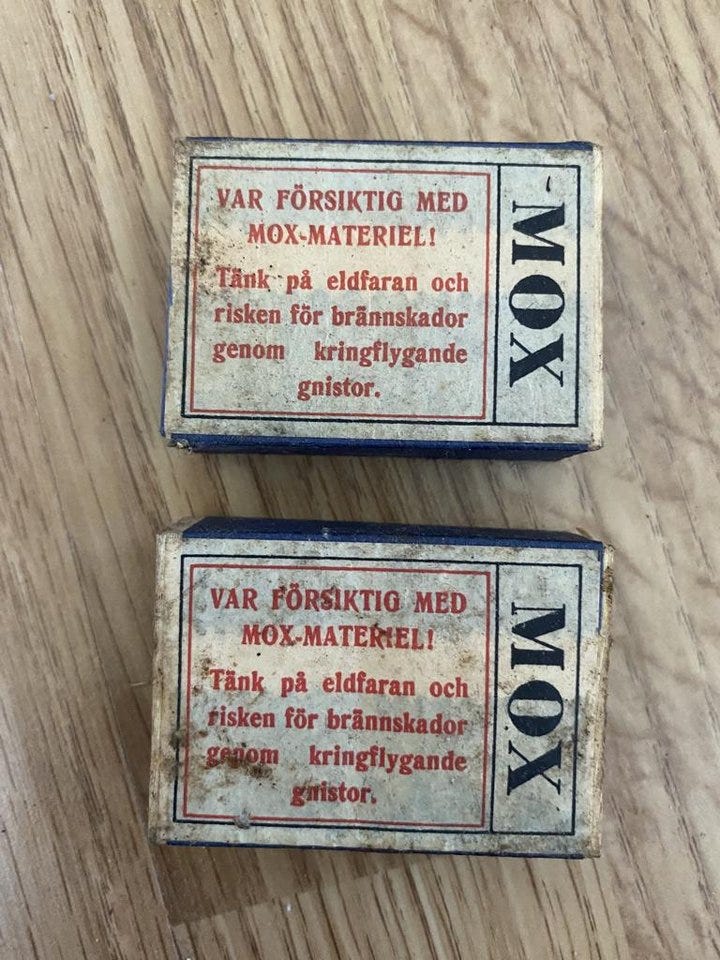 VAR FÖRSIKTIG MED
MOX-MATERIEL!
Tänk på eldfaran och
risken för brännskador
genom kringflygande
gnistor.
MOX
VAR FÖRSIKTIG MED
MOX-MATERIEL!
Tänk på eldfaran och
risken för brännskador
genom kringflygande
gnistor.
MOX